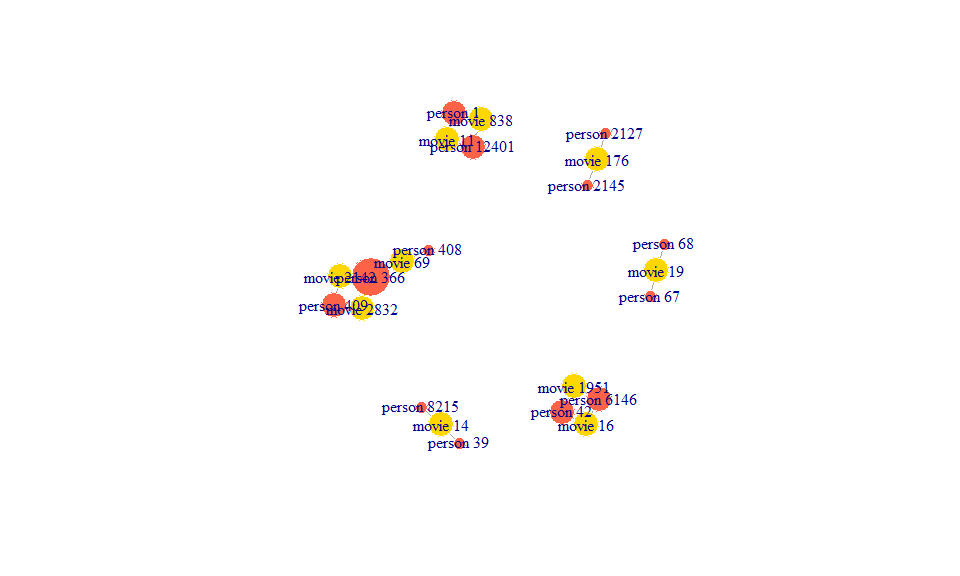 person 1
movie 838
movie 11
person 12401
person 2127
movie 176
person 2145
person 408
movie 69
movie 2142
person 366
person 409
movie 2832
person 68
movie 19
person 67
movie 1951
person 6146
person 42
movie 16
person 8215
movie 14
person 39